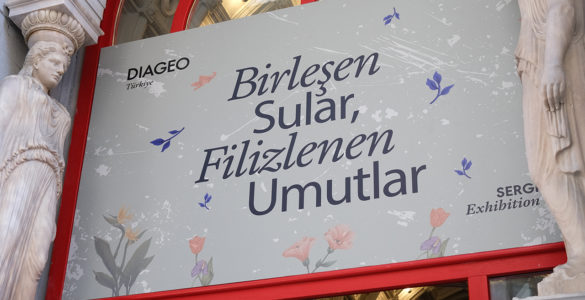 DIAGEO
Türkiye
Birleşen
Sular,
Filizlenen
Umutlar
SERGİ
Exhibition